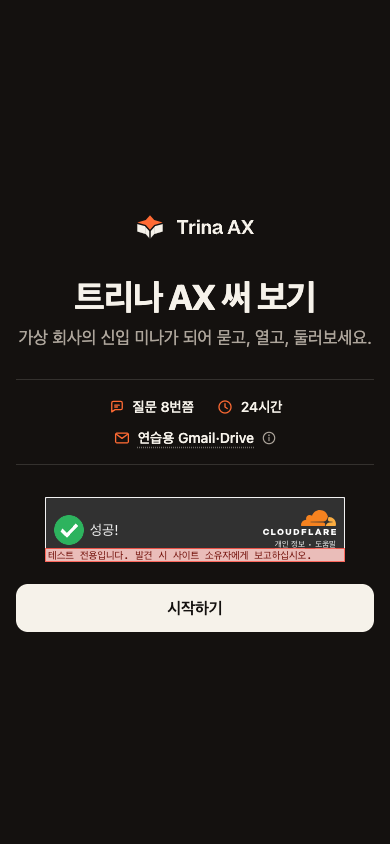 Trina AX
트리나 AX 써 보기
가상 회사의 신입 미나가 되어 묻고, 열고, 둘러보세요.
질문 8번쯤 24시간
연습용 Gmail·Drive
성공!
CLOUDFLARE
개인 정보 • 도움말
테스트 전용입니다. 발견 시 사이트 소유자에게 보고하십시오.
시작하기